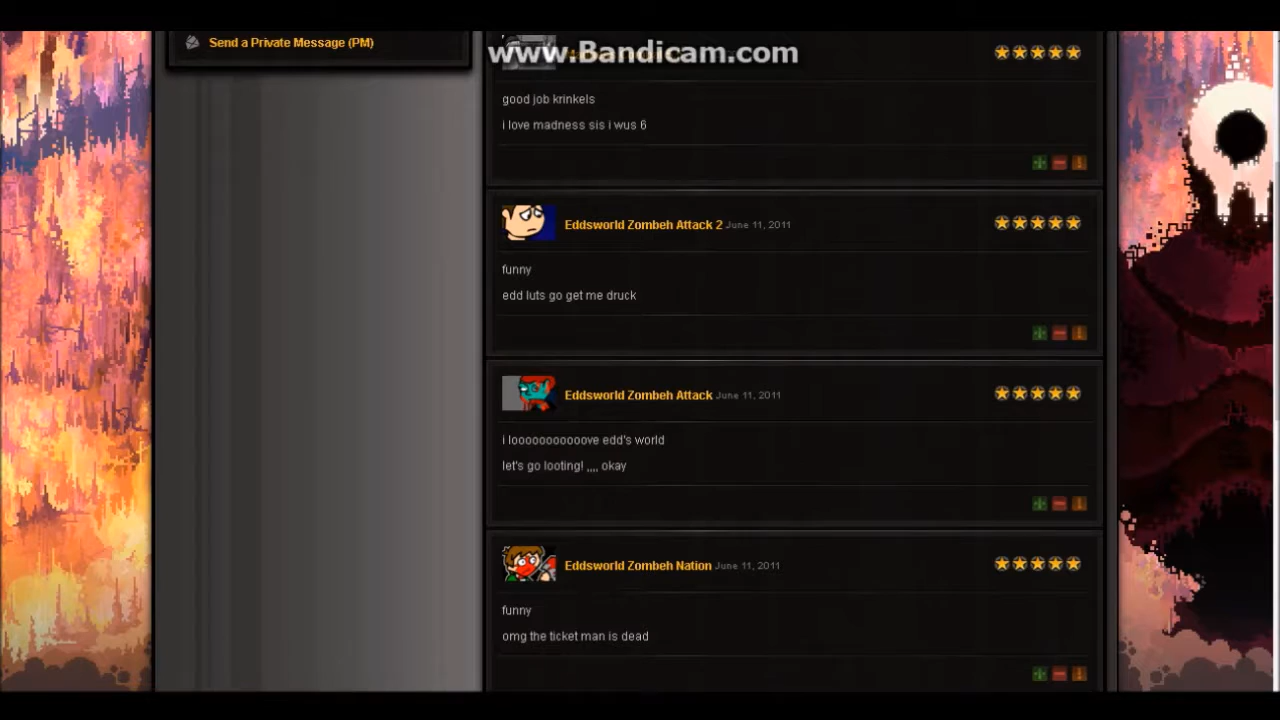 Send a Private Message (PM)
www.Bandicam.com
good job krinkels
i love madness sis i wus 6
Eddsworld Zombeh Attack 2 June 11, 2011
funny
edd luts go get me druck
Eddsworld Zombeh Attack June 11, 2011
i looooooooooove edd's world
let's go looting! ,,,, okay
Eddsworld Zombeh Nation June 11, 2011
funny
omg the ticket man is dead